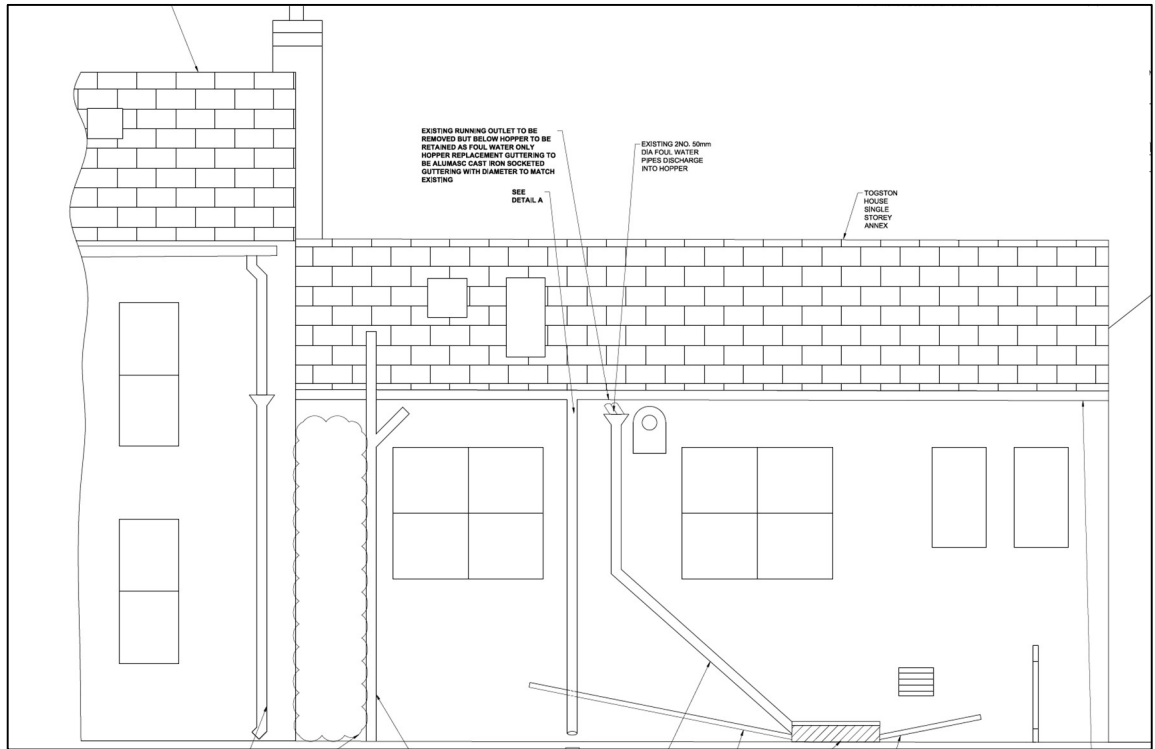 EXISTING RUNNING OUTLET TO BE
REMOVED BUT BELOW HOPPER TO BE
RETAINED AS FOUL WATER ONLY
HOPPER REPLACEMENT GUTTERING TO
BE ALUMASC CAST IRON SOCKETED
GUTTERING WITH DIAMETER TO MATCH
EXISTING
SEE
DETAIL A
EXISTING 2NO. 50mm
DIA FOUL WATER
PIPES DISCHARGE
INTO HOPPER
TOGSTON
HOUSE
SINGLE
STOREY
ANNEX